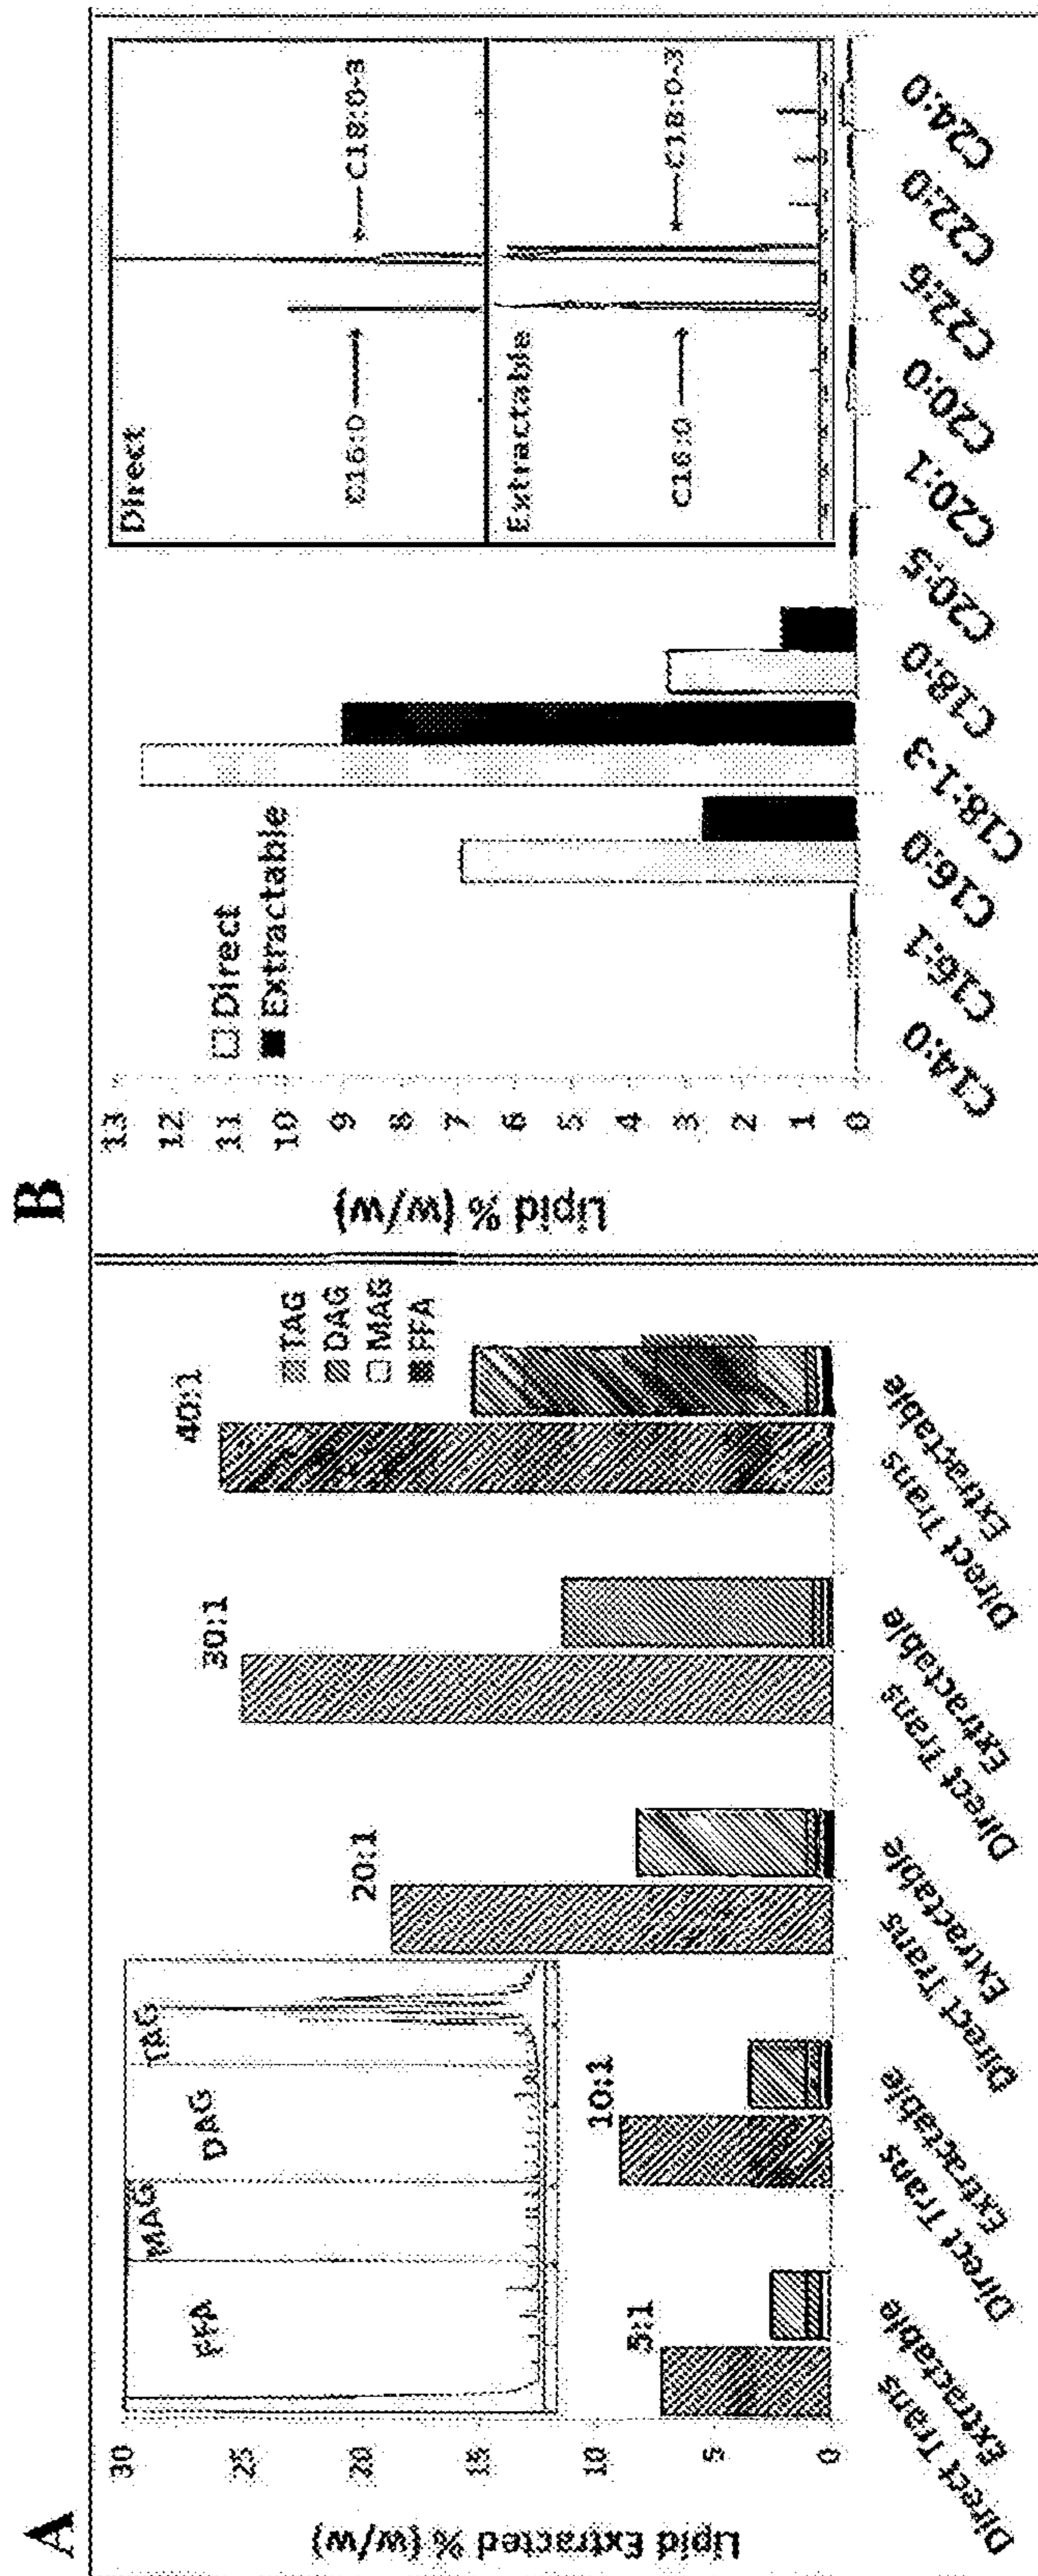 A
Lipid Extracted % (w/w)
30
25
20
15
10
5
0
FFA
MAG
DAG
TAG
5:1
10:1
20:1
30:1
40:1
TAG
DAG
MAG
FFA
Direct Trans
Extractable
Direct Trans
Extractable
Direct Trans
Extractable
Direct Trans
Extractable
Direct Trans
Extractable
B
Lipid % (w/w)
13
12
11
10
9
8
7
6
5
4
3
2
1
0
Direct
Extractable
Direct
C16:0
C18:0-3
Extractable
C16:0
C18:0-3
C14:0
C16:1
C16:0
C18:1-3
C18:0
C20:5
C20:1
C20:0
C22:6
C22:0
C24:0